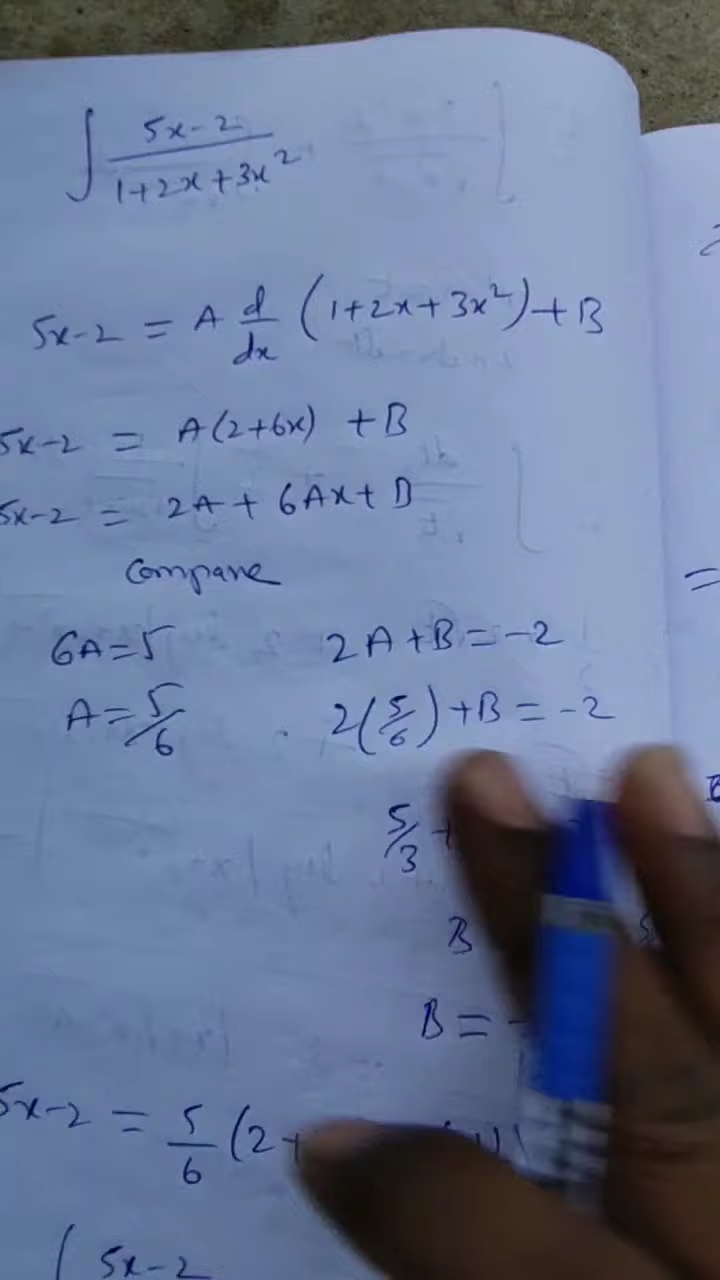 ∫ 5x-2 / 1+2x+3x²
5x-2 = A d/dx (1+2x+3x²)+B
5x-2 = A(2+6x) +B
5x-2 = 2A+ 6Ax+B
Compare
6A=5 2A+B=-2
A=5/6 2(5/6)+B=-2
5/3 +
B
B = -
5x-2 = 5/6 (2+
∫ 5x-2